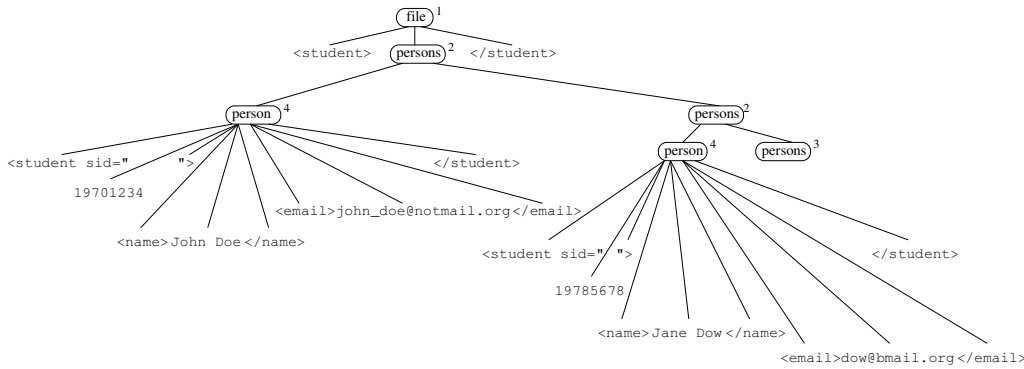 file 1
<student> persons 2 </student>
person 4 persons 2
<student sid=" "> </student> person 4 persons 3
19701234
<email>john_doe@notmail.org</email>
<name>John Doe</name> <student sid=" "> </student>
19785678
<name>Jane Dow</name>
<email>dow@bmail.org</email>